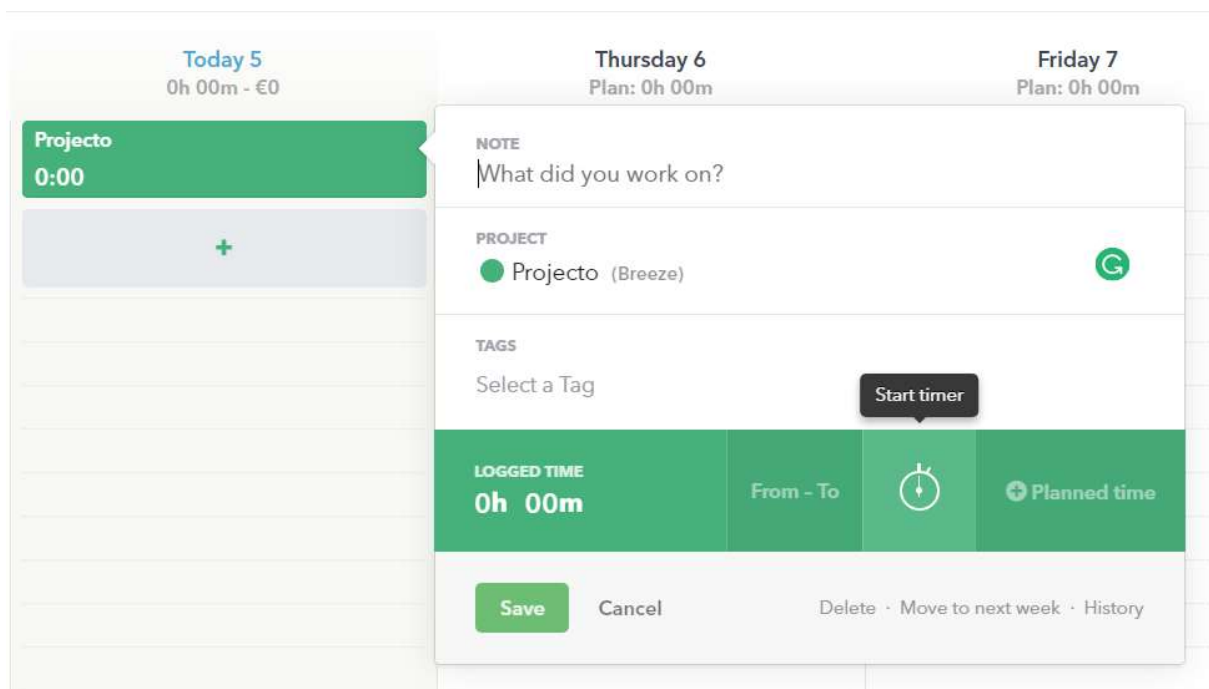 Today 5
0h 00m - €0
Thursday 6
Plan: 0h 00m
Friday 7
Plan: 0h 00m
Projecto
0:00
+
NOTE
What did you work on?
PROJECT
Projecto (Breeze)
TAGS
Select a Tag
Start timer
LOGGED TIME
0h 00m
From - To
Planned time
Save
Cancel
Delete · Move to next week · History